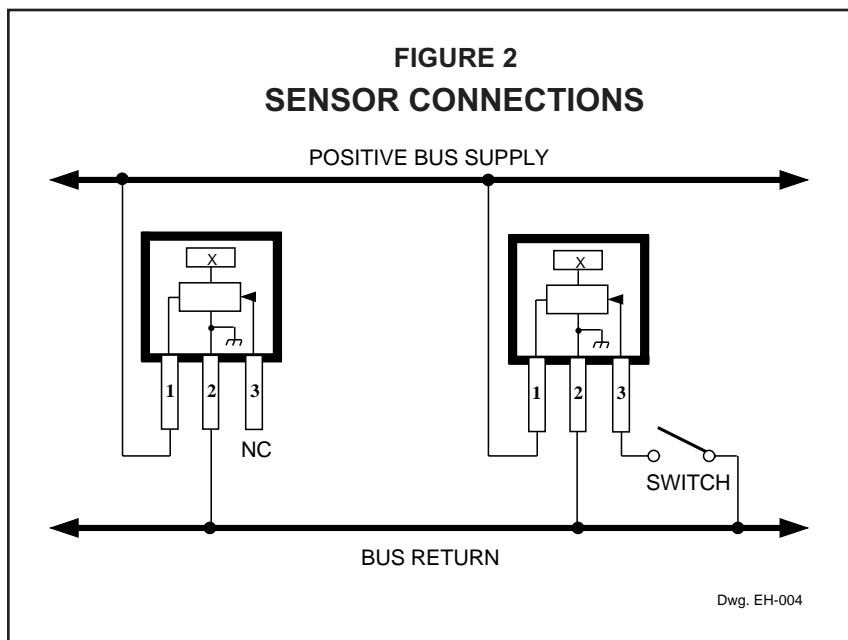 FIGURE 2
SENSOR CONNECTIONS
POSITIVE BUS SUPPLY
X
X
1 2 3
1 2 3
NC
SWITCH
BUS RETURN
Dwg. EH-004